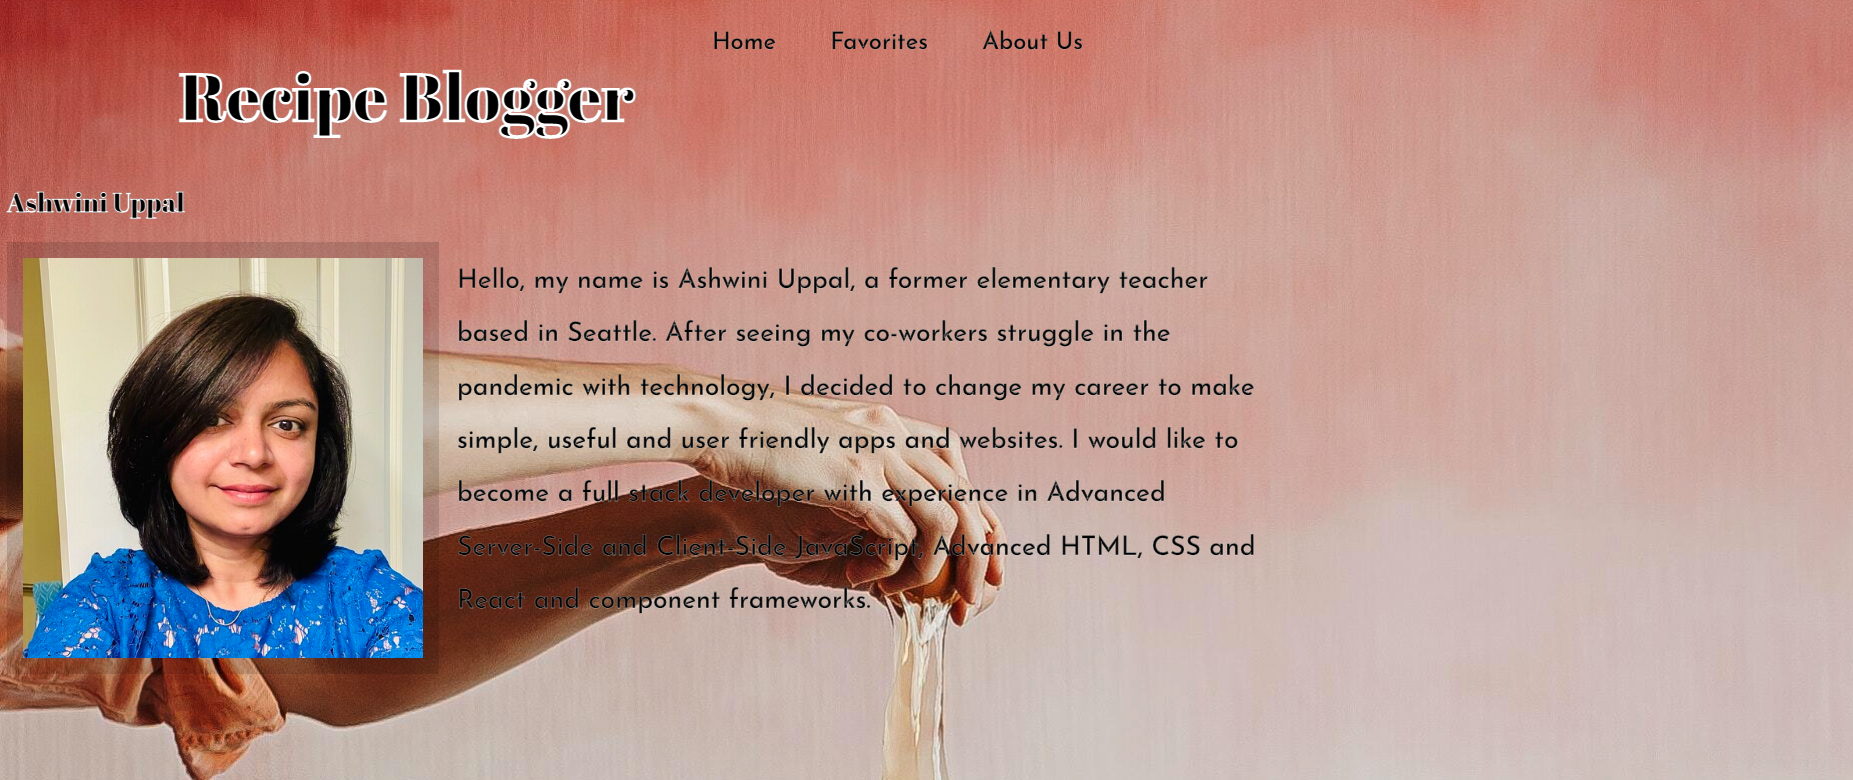 Home Favorites About Us
Recipe Blogger
Ashwini Uppal
Hello, my name is Ashwini Uppal, a former elementary teacher
based in Seattle. After seeing my co-workers struggle in the
pandemic with technology, I decided to change my career to make
simple, useful and user friendly apps and websites. I would like to
become a full stack developer with experience in Advanced
Server-Side and Client-Side JavaScript, Advanced HTML, CSS and
React and component frameworks.